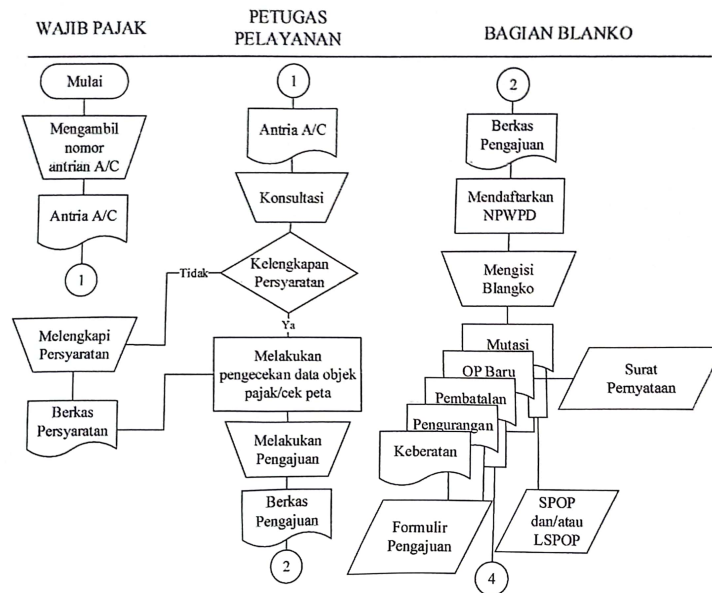 WAJIB PAJAK
Mulai
Mengambil
nomor
antrian A/C
Antria A/C
1
Melengkapi
Persyaratan
Berkas
Persyaratan
PETUGAS
PELAYANAN
1
Antria A/C
Konsultasi
Kelengkapan
Persyaratan
Tidak
Ya
Melakukan
pengecekan data objek
pajak/cek peta
Melakukan
Pengajuan
Berkas
Pengajuan
2
BAGIAN BLANKO
2
Berkas
Pengajuan
Mendaftarkan
NPWPD
Mengisi
Blangko
Mutasi
OP Baru
Pembatalan
Pengurangan
Keberatan
Surat
Pernyataan
Formulir
Pengajuan
SPOP
dan/atau
LSPOP
4